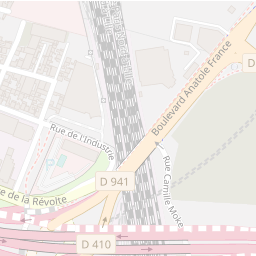 Boulevard Anatole France
D
Rue de l'Industrie
Rue Camille Moke
D 941
e de la Révolte
D 410